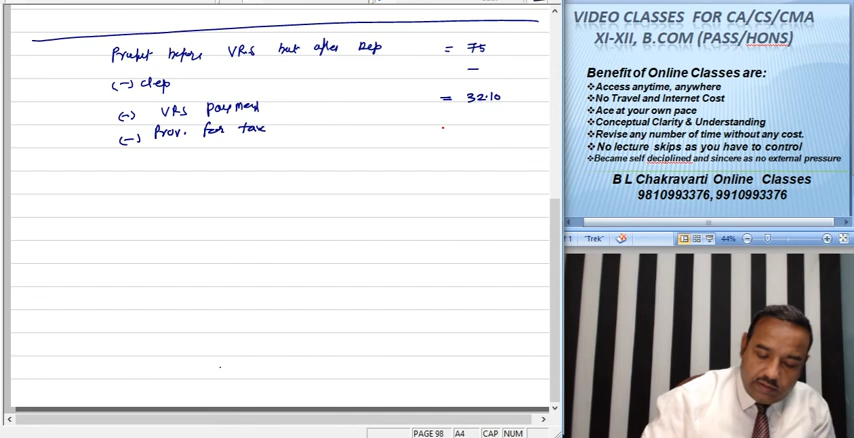 Profit before VRS but after Dep = 75
(-) dep —
(-) VRS payment = 32.10
(-) Prov. for tax
PAGE 98 A4 CAP NUM
VIDEO CLASSES FOR CA/CS/CMA
XI-XII, B.COM (PASS/HONS)
Benefit of Online Classes are:
❖Access anytime, anywhere
❖No Travel and Internet Cost
❖Ace at your own pace
❖Conceptual Clarity & Understanding
❖Revise any number of time without any cost.
❖No lecture skips as you have to control
❖Became self deciplined and sincere as no external pressure
B L Chakravarti Online Classes
9810993376, 9910993376
of 1 "Trek" 44%